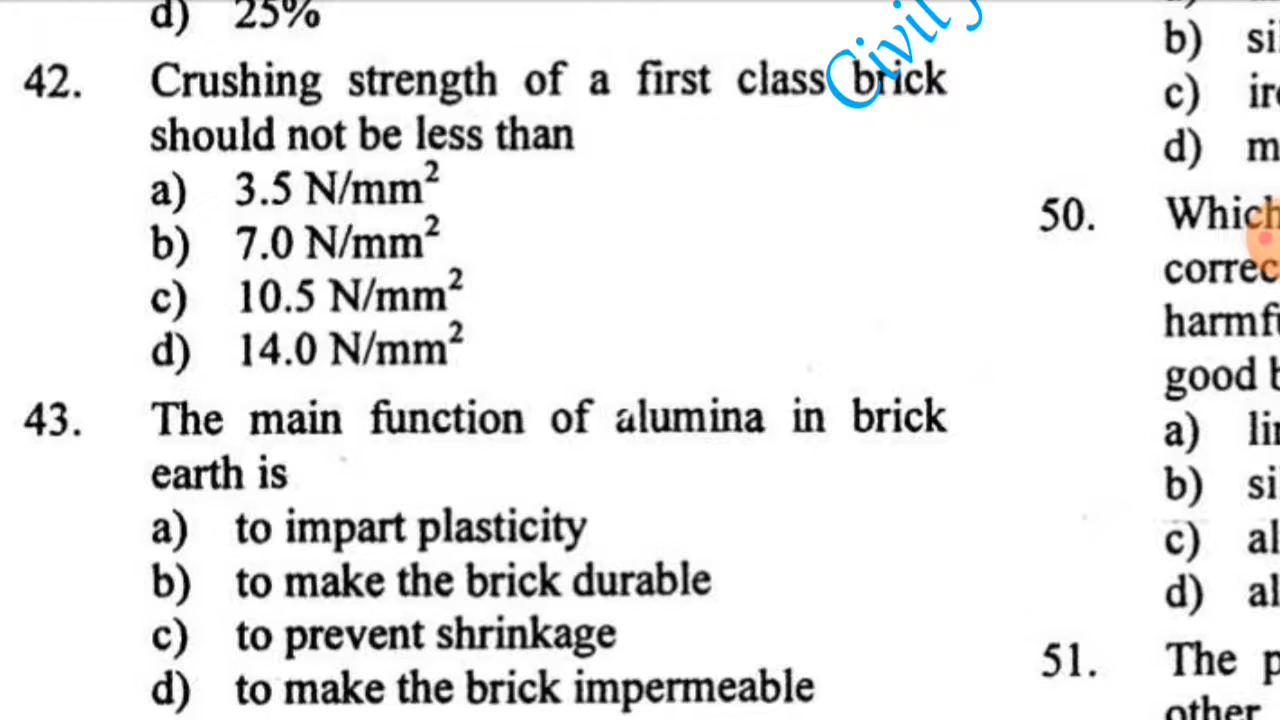 d) 25%
42. Crushing strength of a first class brick
should not be less than
a) 3.5 N/mm²
b) 7.0 N/mm²
c) 10.5 N/mm²
d) 14.0 N/mm²
43. The main function of alumina in brick
earth is
a) to impart plasticity
b) to make the brick durable
c) to prevent shrinkage
d) to make the brick impermeable
Civil
b)
c)
d)
50. Which
good
a)
b)
c)
d)
51. The
other